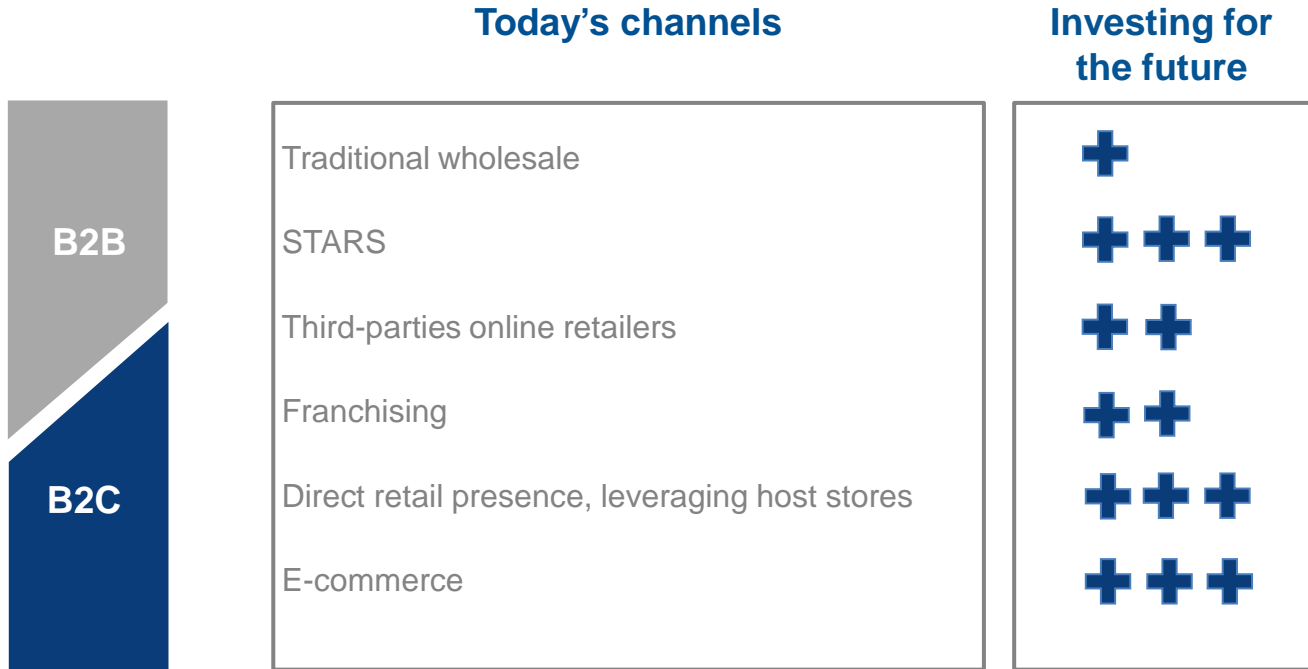 Today’s channels
Investing for
the future
B2B
B2C
Traditional wholesale
STARS
Third-parties online retailers
Franchising
Direct retail presence, leveraging host stores
E-commerce